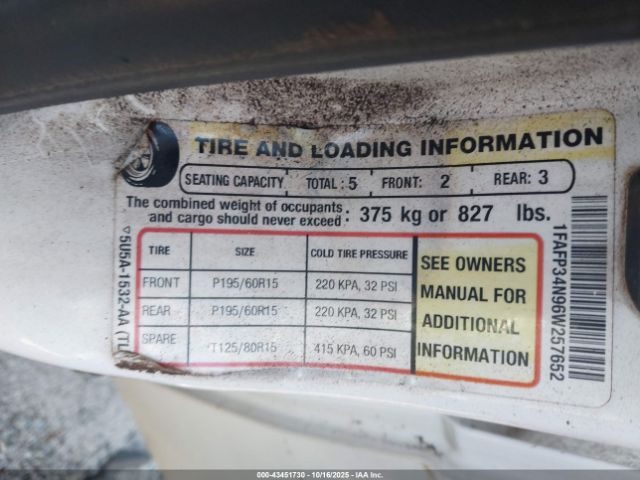 TIRE AND LOADING INFORMATION
SEATING CAPACITY TOTAL: 5 FRONT: 2 REAR: 3
The combined weight of occupants
and cargo should never exceed : 375 kg or 827 lbs.
TIRE SIZE COLD TIRE PRESSURE
FRONT P195/60R15 220 KPA, 32 PSI
REAR P195/60R15 220 KPA, 32 PSI
SPARE T125/80R15 415 KPA, 60 PSI
SEE OWNERS
MANUAL FOR
ADDITIONAL
INFORMATION
5U5A-1532-AA (TL
1FAFP34N96W257652
000-43451730 - 10/16/2025 - IAAI, Inc.